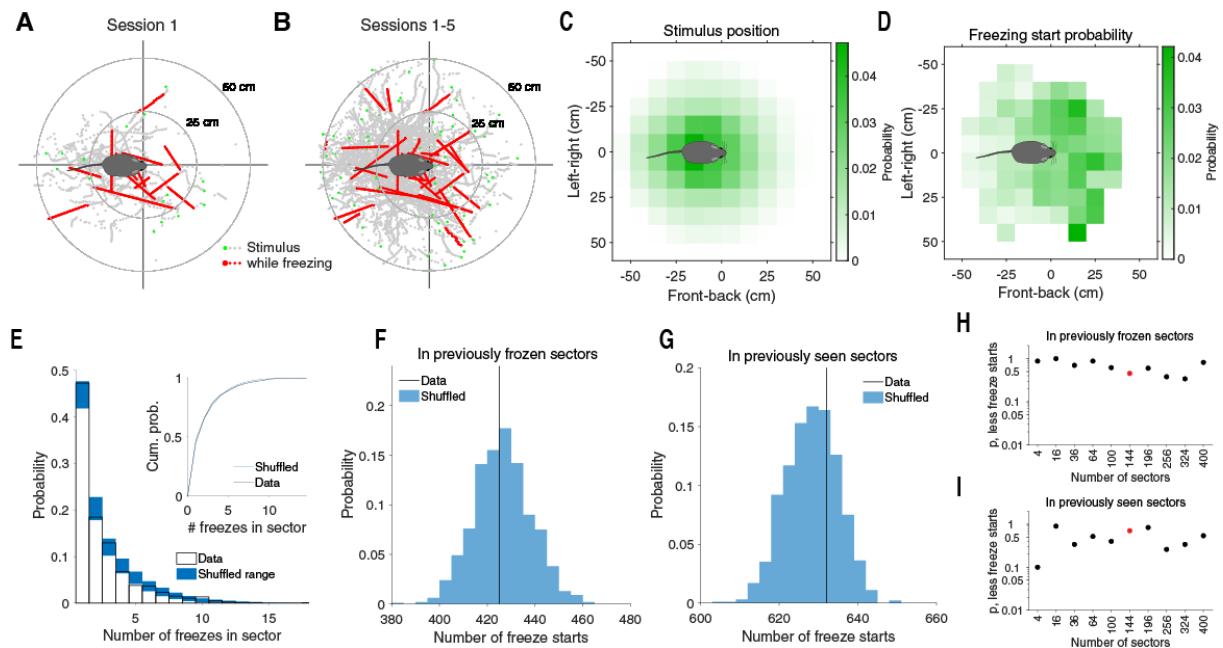 A
Session 1
50 cm
25 cm
Stimulus
while freezing
B
Sessions 1-5
50 cm
25 cm
C
Stimulus position
-50
-25
0
25
50
Left-right (cm)
-50
-25
0
25
50
Front-back (cm)
0.04
0.03
0.02
0.01
0
Probability
D
Freezing start probability
-50
-25
0
25
50
Left-right (cm)
-50
-25
0
25
50
Front-back (cm)
0.04
0.03
0.02
0.01
0
Probability
E
0.5
0.4
0.3
0.2
0.1
0
Probability
5
10
15
Number of freezes in sector
1
0.5
0
Cum. prob.
0
5
10
# freezes in sector
Shuffled
Data
Data
Shuffled range
F
In previously frozen sectors
Data
Shuffled
0.2
0.15
0.1
0.05
0
Probability
380
400
420
440
460
480
Number of freeze starts
G
In previously seen sectors
Data
Shuffled
0.2
0.15
0.1
0.05
0
Probability
600
620
640
660
Number of freeze starts
H
In previously frozen sectors
1
0.5
0.1
0.05
0.01
p, less freeze starts
4
16
36
64
100
144
196
256
324
400
Number of sectors
I
In previously seen sectors
1
0.5
0.1
0.05
0.01
p, less freeze starts
4
16
36
64
100
144
196
256
324
400
Number of sectors